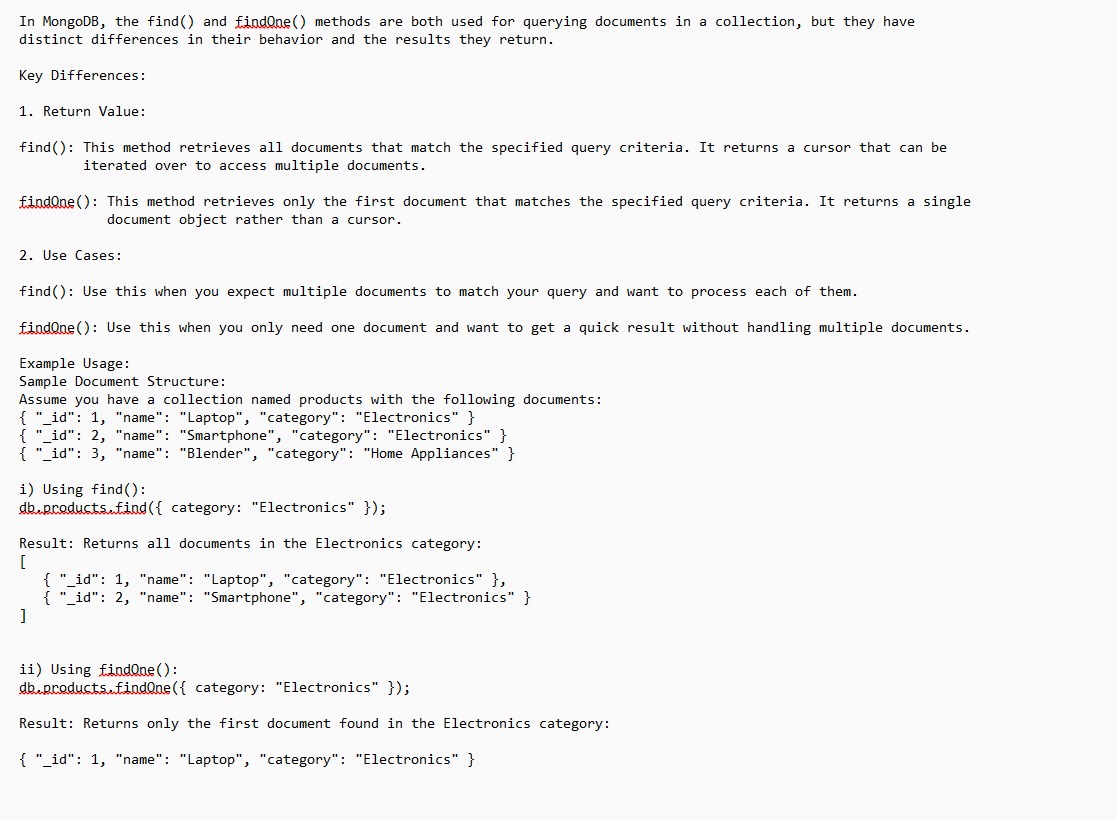 In MongoDB, the find() and findOne() methods are both used for querying documents in a collection, but they have
distinct differences in their behavior and the results they return.
Key Differences:
1. Return Value:
find(): This method retrieves all documents that match the specified query criteria. It returns a cursor that can be
iterated over to access multiple documents.
findOne(): This method retrieves only the first document that matches the specified query criteria. It returns a single
document object rather than a cursor.
2. Use Cases:
find(): Use this when you expect multiple documents to match your query and want to process each of them.
findOne(): Use this when you only need one document and want to get a quick result without handling multiple documents.
Example Usage:
Sample Document Structure:
Assume you have a collection named products with the following documents:
{ "_id": 1, "name": "Laptop", "category": "Electronics" }
{ "_id": 2, "name": "Smartphone", "category": "Electronics" }
{ "_id": 3, "name": "Blender", "category": "Home Appliances" }
i) Using find():
db.products.find({ category: "Electronics" });
Result: Returns all documents in the Electronics category:
[
{ "_id": 1, "name": "Laptop", "category": "Electronics" },
{ "_id": 2, "name": "Smartphone", "category": "Electronics" }
]
ii) Using findOne():
db.products.findOne({ category: "Electronics" });
Result: Returns only the first document found in the Electronics category:
{ "_id": 1, "name": "Laptop", "category": "Electronics" }